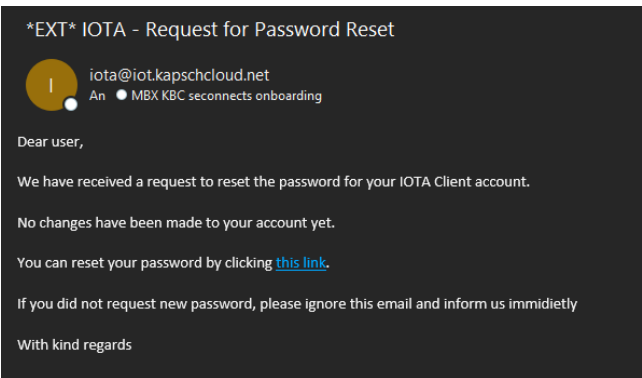 *EXT* IOTA - Request for Password Reset
I
iota@iot.kapschcloud.net
An MBX KBC seconnects onboarding
Dear user,
We have received a request to reset the password for your IOTA Client account.
No changes have been made to your account yet.
You can reset your password by clicking this link.
If you did not request new password, please ignore this email and inform us immidietly
With kind regards